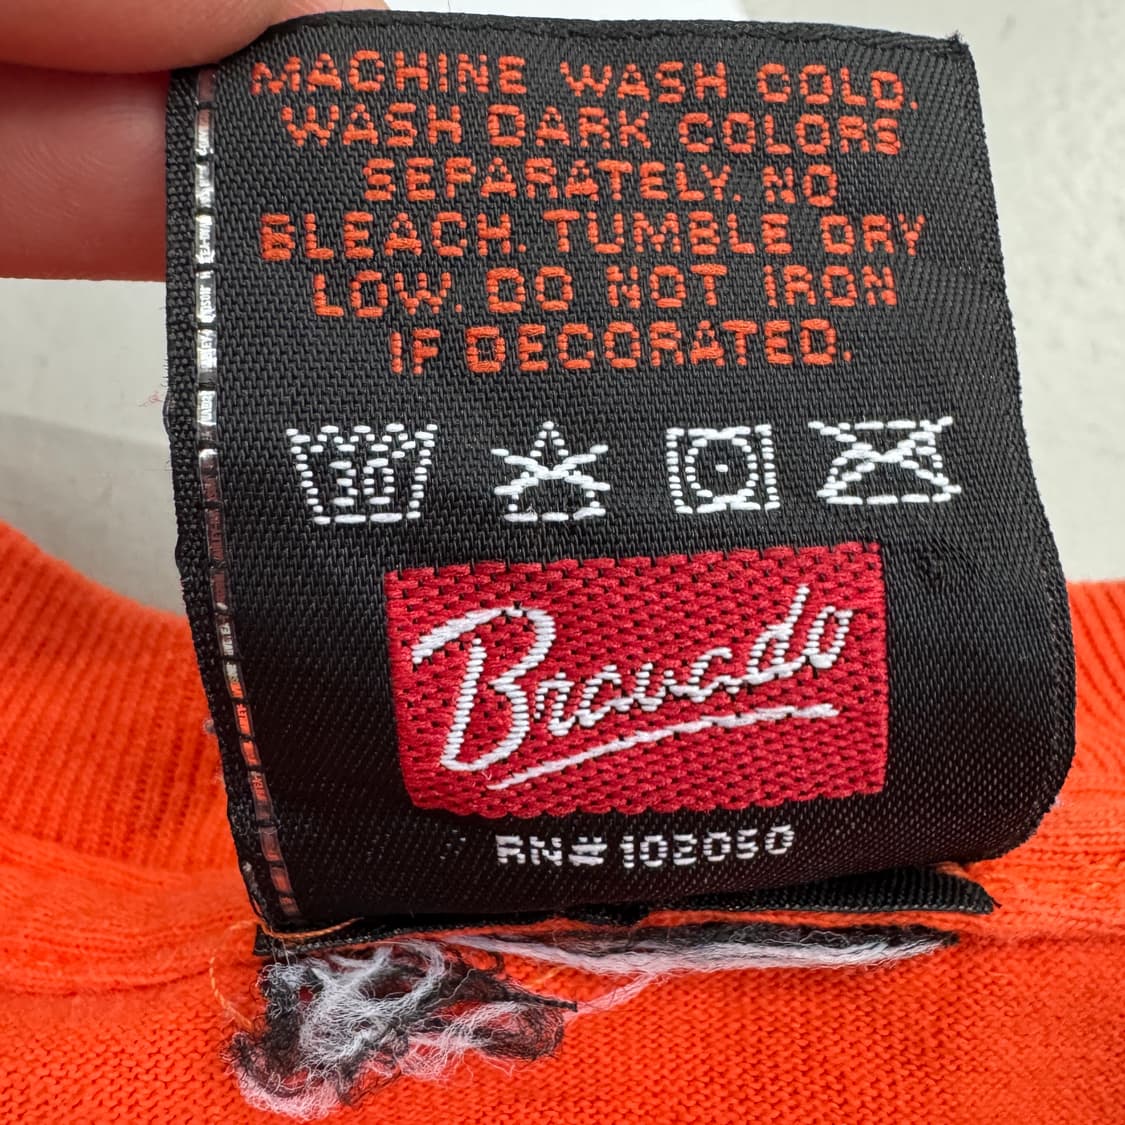 MACHINE WASH COLD.
WASH DARK COLORS
SEPARATELY. NO
BLEACH. TUMBLE DRY
LOW. DO NOT IRON
IF DECORATED.
30
Bravado
RN#102050